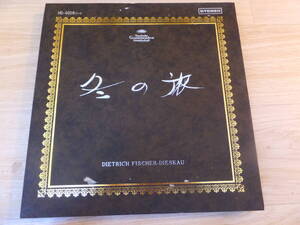 STEREO
冬の旅
DIETRICH FISCHER-DIESKAU